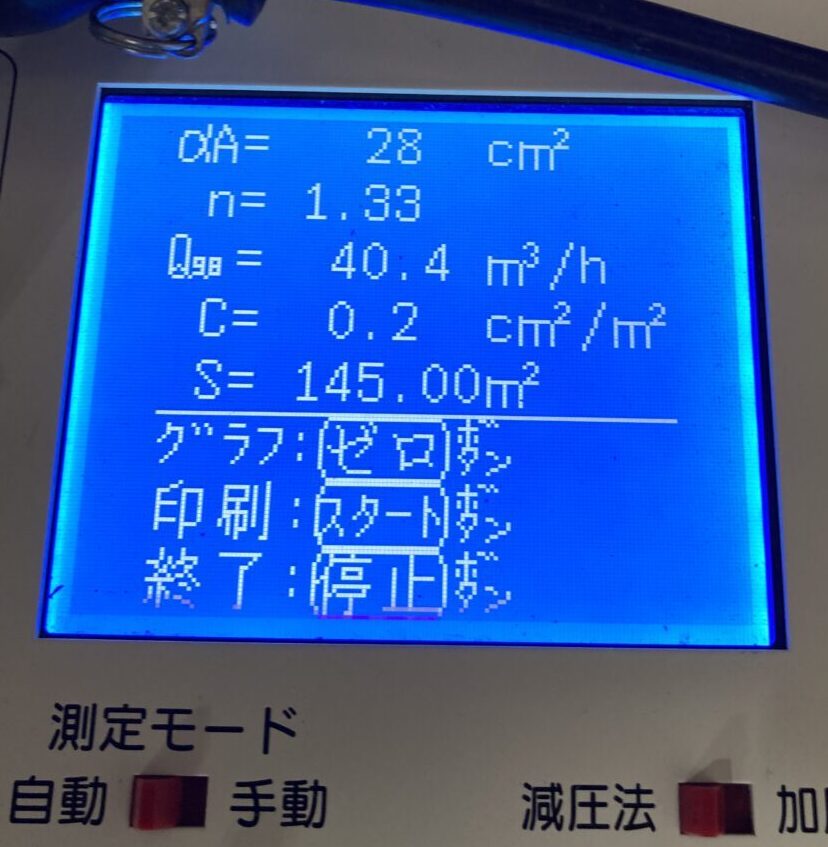 αA= 28 cm²
n= 1.33
Q₉.₈= 40.4 m³/h
C= 0.2 cm²/m²
S= 145.00m²
グラフ:(ゼロ)ボタン
印刷:(スタート)ボタン
終了:(停止)ボタン
測定モード
自動 手動 減圧法 加